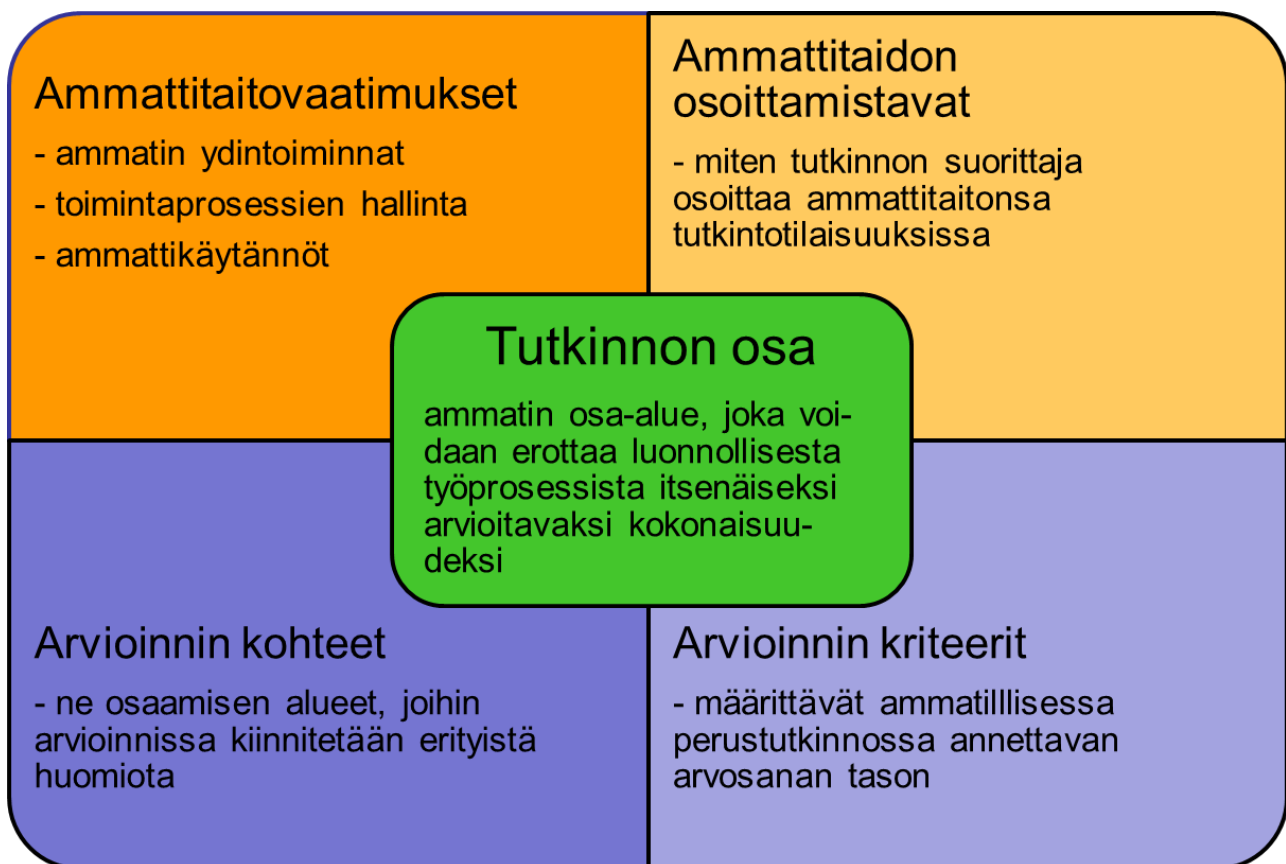 Ammattitaitovaatimukset
- ammatin ydintoiminnat
- toimintaprosessien hallinta
- ammattikäytännöt
Ammattitaidon
osoittamistavat
- miten tutkinnon suorittaja
osoittaa ammattitaitonsa
tutkintotilaisuuksissa
Tutkinnon osa
ammatin osa-alue, joka voi-
daan erottaa luonnollisesta
työprosessista itsenäiseksi
arvioitavaksi kokonaisuu-
deksi
Arvioinnin kohteet
- ne osaamisen alueet, joihin
arvioinnissa kiinnitetään erityistä
huomiota
Arvioinnin kriteerit
- määrittävät ammatilllisessa
perustutkinnossa annettavan
arvosanan tason